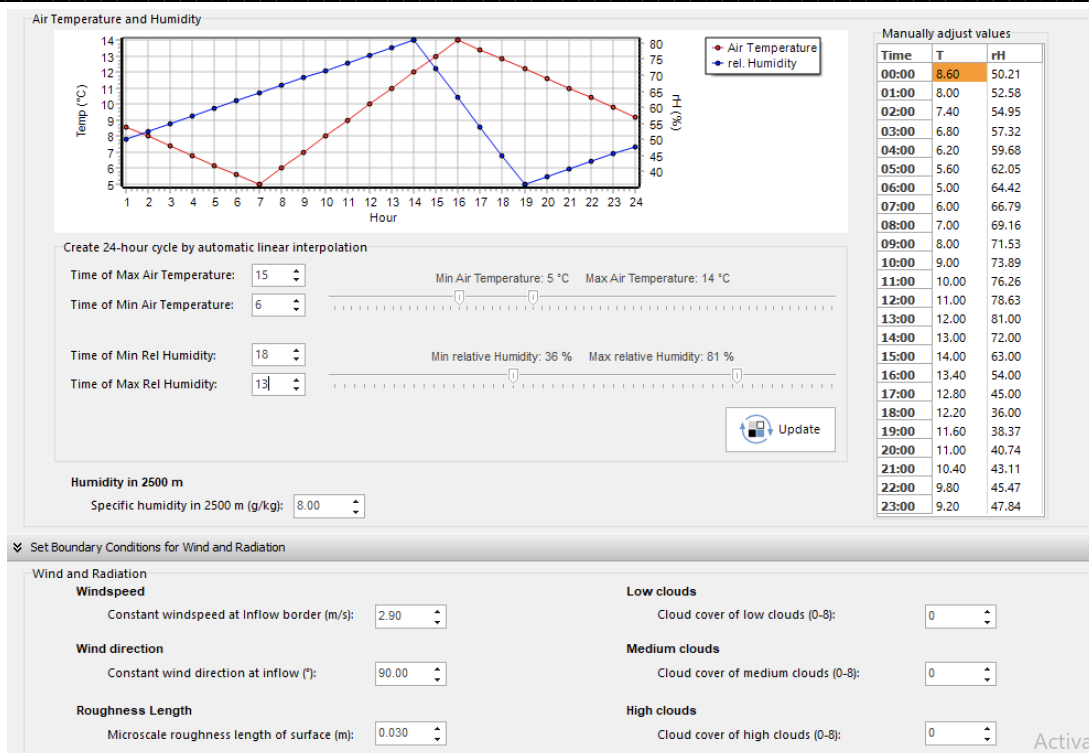 Air Temperature and Humidity
14
13
12
11
10
9
8
7
6
5
Temp (°C)
80
75
70
65
60
55
50
45
40
rH (%)
1 2 3 4 5 6 7 8 9 10 11 12 13 14 15 16 17 18 19 20 21 22 23 24
Hour
Air Temperature
rel. Humidity
Manually adjust values
Time T rH
00:00 8.60 50.21
01:00 8.00 52.58
02:00 7.40 54.95
03:00 6.80 57.32
04:00 6.20 59.68
05:00 5.60 62.05
06:00 5.00 64.42
07:00 6.00 66.79
08:00 7.00 69.16
09:00 8.00 71.53
10:00 9.00 73.89
11:00 10.00 76.26
12:00 11.00 78.63
13:00 12.00 81.00
14:00 13.00 72.00
15:00 14.00 63.00
16:00 13.40 54.00
17:00 12.80 45.00
18:00 12.20 36.00
19:00 11.60 38.37
20:00 11.00 40.74
21:00 10.40 43.11
22:00 9.80 45.47
23:00 9.20 47.84
Create 24-hour cycle by automatic linear interpolation
Time of Max Air Temperature: 15
Min Air Temperature: 5 °C Max Air Temperature: 14 °C
Time of Min Air Temperature: 6
Time of Min Rel Humidity: 18
Min relative Humidity: 36 % Max relative Humidity: 81 %
Time of Max Rel Humidity: 13
Update
Humidity in 2500 m
Specific humidity in 2500 m (g/kg): 8.00
Set Boundary Conditions for Wind and Radiation
Wind and Radiation
Windspeed
Constant windspeed at Inflow border (m/s): 2.90
Wind direction
Constant wind direction at inflow (°): 90.00
Roughness Length
Microscale roughness length of surface (m): 0.030
Low clouds
Cloud cover of low clouds (0-8): 0
Medium clouds
Cloud cover of medium clouds (0-8): 0
High clouds
Cloud cover of high clouds (0-8): 0
Activa